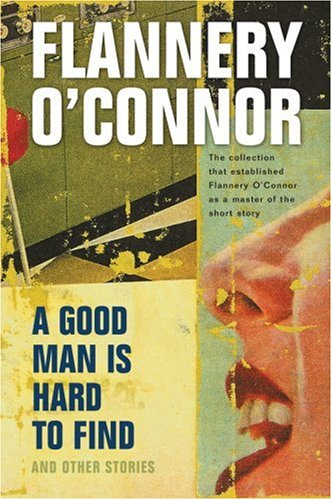 FLANNERY
O'CONNOR
The collection
that established
Flannery O'Connor
as a master of the
short story
A GOOD
MAN IS
HARD
TO FIND
AND OTHER STORIES